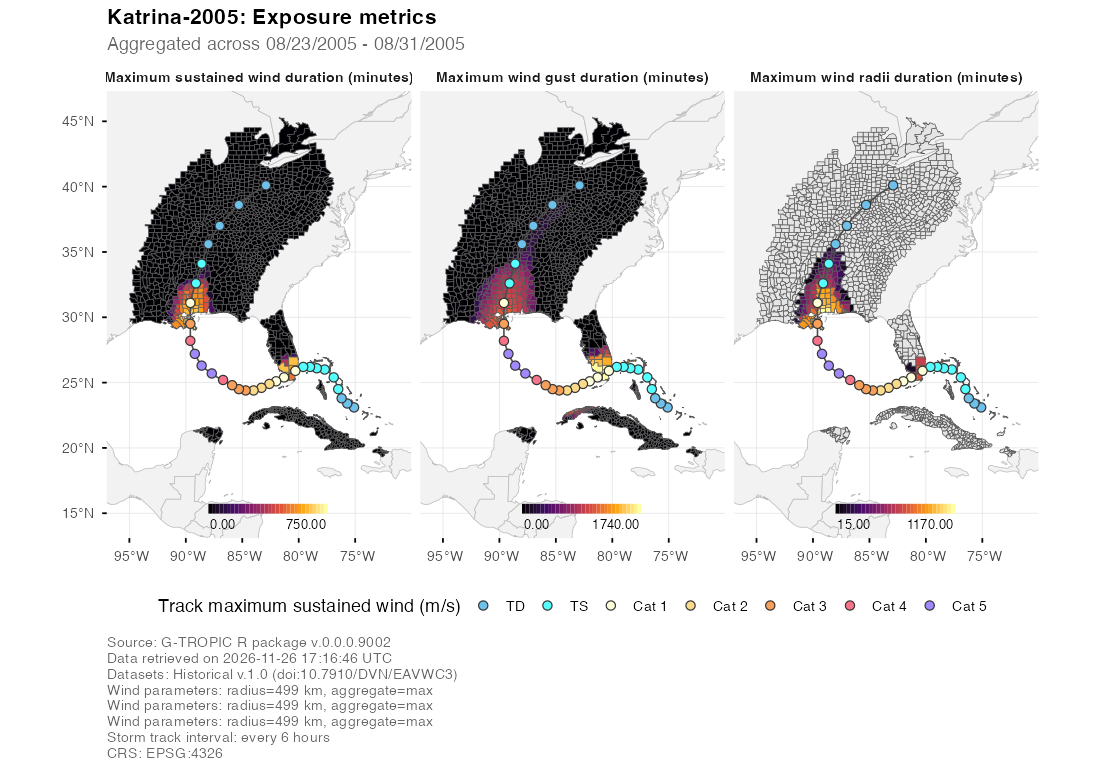 Katrina-2005: Exposure metrics
Aggregated across 08/23/2005 - 08/31/2005
Maximum sustained wind duration (minutes)
Maximum wind gust duration (minutes)
Maximum wind radii duration (minutes)
45°N
40°N
35°N
30°N
25°N
20°N
15°N
0.00 750.00
0.00 1740.00
15.00 1170.00
95°W 90°W 85°W 80°W 75°W
95°W 90°W 85°W 80°W 75°W
95°W 90°W 85°W 80°W 75°W
Track maximum sustained wind (m/s) TD TS Cat 1 Cat 2 Cat 3 Cat 4 Cat 5
Source: G-TROPIC R package v.0.0.0.9002
Data retrieved on 2026-11-26 17:16:46 UTC
Datasets: Historical v.1.0 (doi:10.7910/DVN/EAVWC3)
Wind parameters: radius=499 km, aggregate=max
Wind parameters: radius=499 km, aggregate=max
Wind parameters: radius=499 km, aggregate=max
Storm track interval: every 6 hours
CRS: EPSG:4326